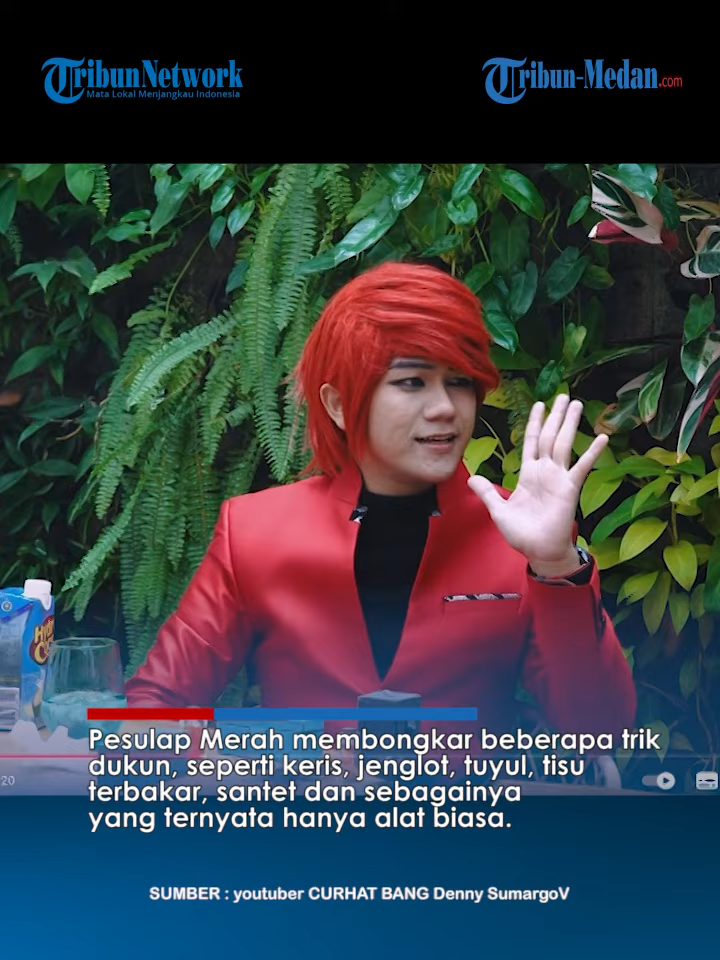 TribunNetwork
Mata Lokal Menjangkau Indonesia
Tribun-Medan.com
Pesulap Merah membongkar beberapa trik
dukun, seperti keris, jenglot, tuyul, tisu
terbakar, santet dan sebagainya
yang ternyata hanya alat biasa.
20
SUMBER : youtuber CURHAT BANG Denny SumargoV